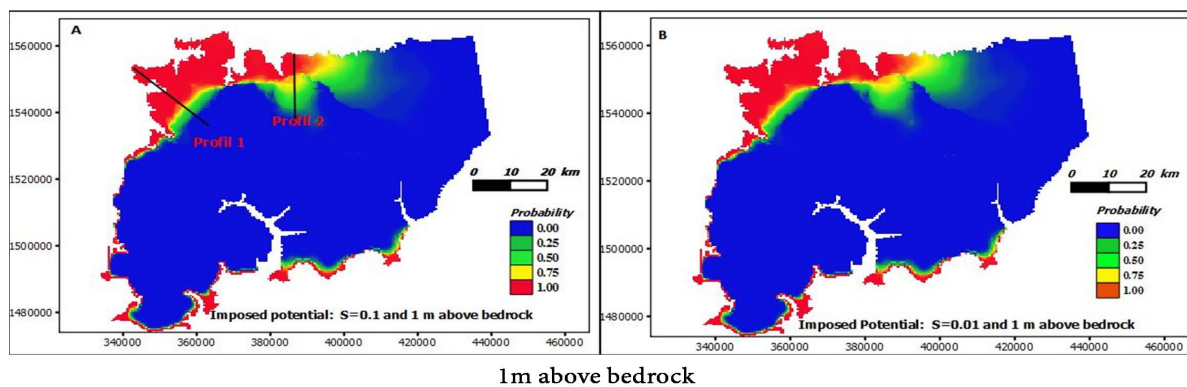 A
1560000
1540000
1520000
1500000
1480000
Profil 1
Profil 2
0 10 20 km
Probability
0.00
0.25
0.50
0.75
1.00
Imposed potential: S=0.1 and 1 m above bedrock
340000 360000 380000 400000 420000 440000 460000
B
1560000
1540000
1520000
1500000
1480000
0 10 20 km
Probability
0.00
0.25
0.50
0.75
1.00
Imposed Potential: S=0.01 and 1 m above bedrock
340000 360000 380000 400000 420000 440000 460000
1m above bedrock